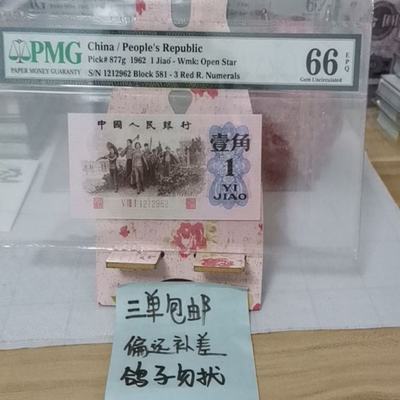 PMG
PAPER MONEY GUARANTY
China / People's Republic
Pick# 877g 1962 1 Jiao - Wmk: Open Star
S/N 1212962 Block 581 - 3 Red R. Numerals
66 EPQ
Gem Uncirculated
中國人民銀行
壹角
1
YI
JIAO
1212962
三单包邮
偏远补差
鸽子勿扰